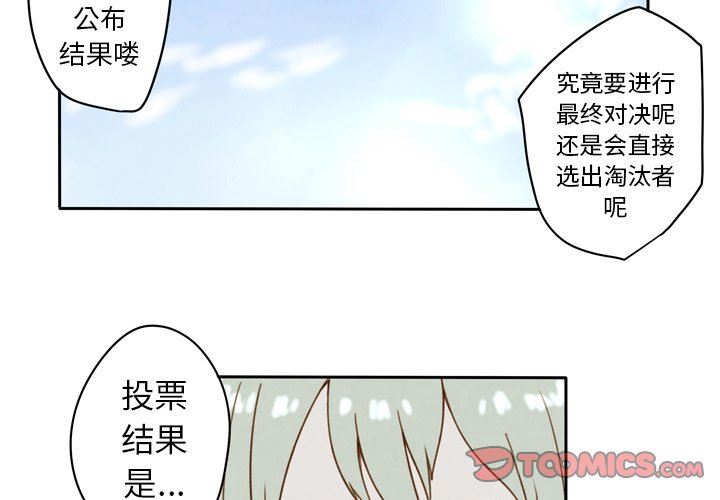 公布
结果喽
究竟要进行
最终对决呢
还是会直接
选出淘汰者
呢
投票
结果
是...
TOOMICS.COM